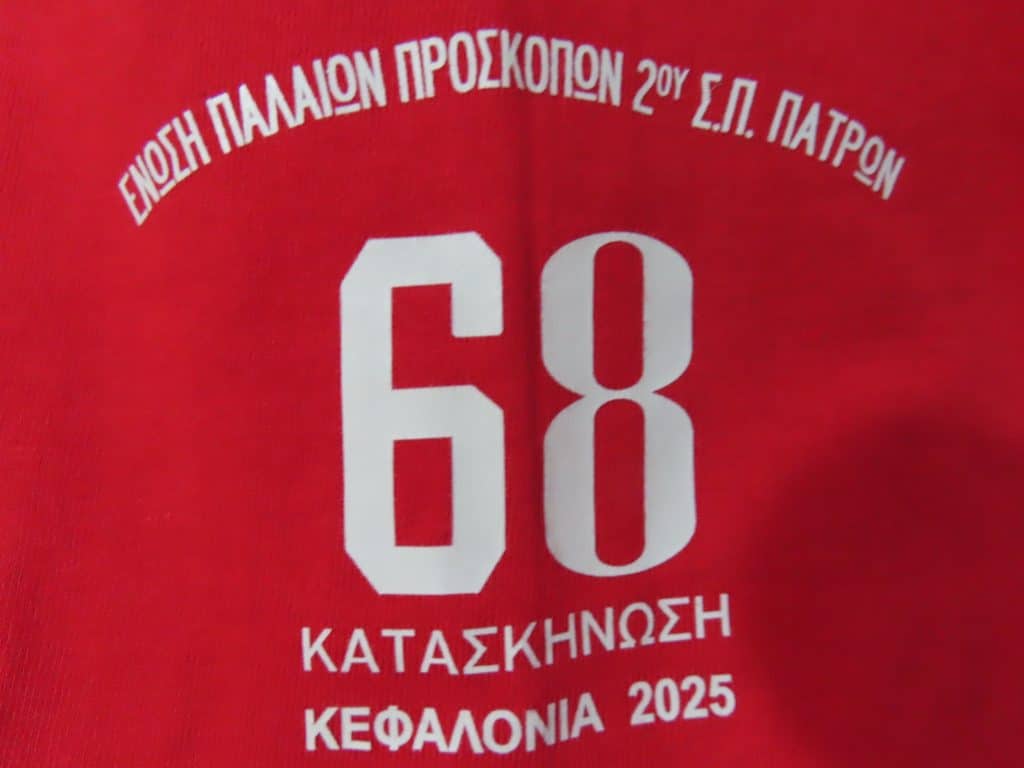 ΕΝΩΣΗ ΠΑΛΑΙΩΝ ΠΡΟΣΚΟΠΩΝ 2ΟΥ Σ.Π. ΠΑΤΡΩΝ
68
ΚΑΤΑΣΚΗΝΩΣΗ
ΚΕΦΑΛΟΝΙΑ 2025